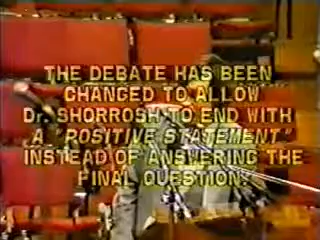 THE DEBATE HAS BEEN
CHANGED TO ALLOW
Dr. SHORROSH TO END WITH
A "POSITIVE STATEMENT"
INSTEAD OF ANSWERING THE
FINAL QUESTION.